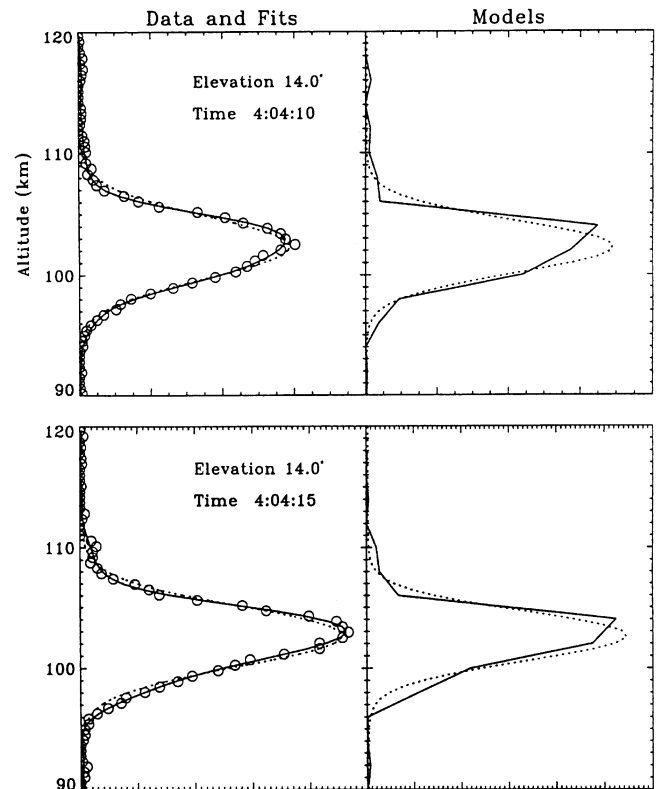 Data and Fits
Models
120
Elevation 14.0°
Time 4:04:10
110
Altitude (km)
100
90
120
Elevation 14.0°
Time 4:04:15
110
100
90